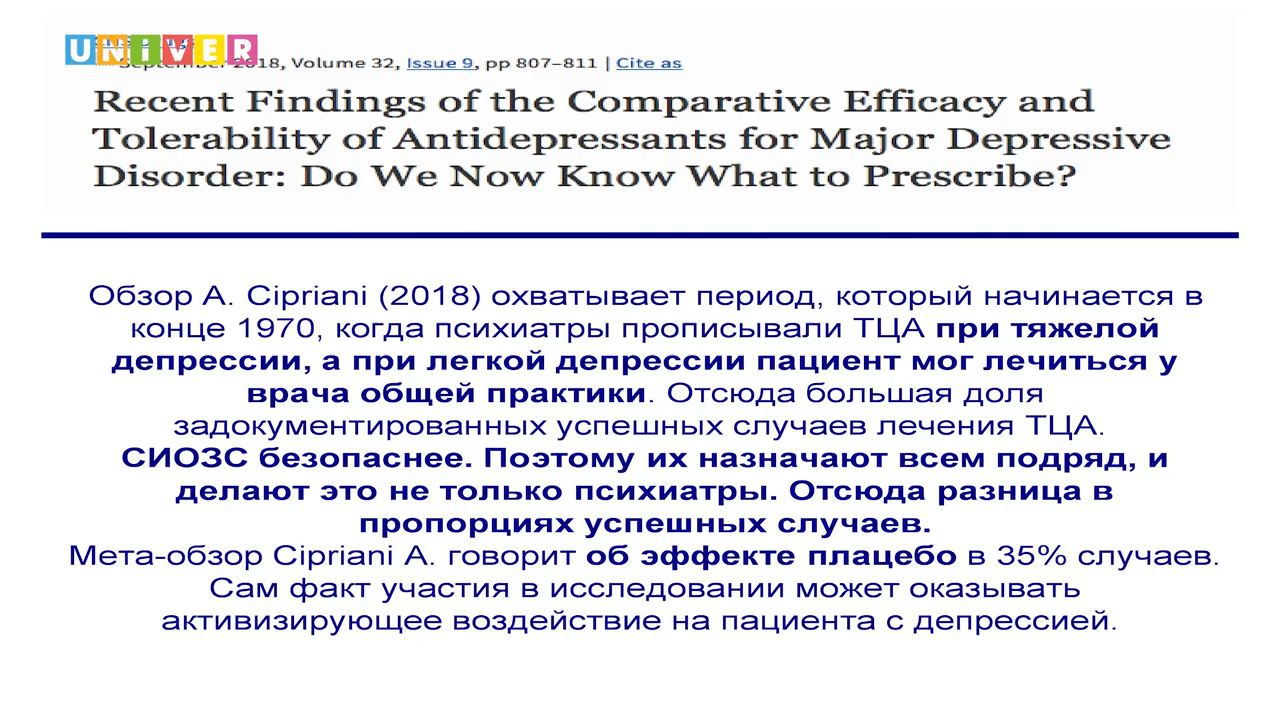 UNIVER
September 2018, Volume 32, Issue 9, pp 807–811 | Cite as
Recent Findings of the Comparative Efficacy and
Tolerability of Antidepressants for Major Depressive
Disorder: Do We Now Know What to Prescribe?
Обзор A. Cipriani (2018) охватывает период, который начинается в
конце 1970, когда психиатры прописывали ТЦА при тяжелой
депрессии, а при легкой депрессии пациент мог лечиться у
врача общей практики. Отсюда большая доля
задокументированных успешных случаев лечения ТЦА.
СИОЗС безопаснее. Поэтому их назначают всем подряд, и
делают это не только психиатры. Отсюда разница в
пропорциях успешных случаев.
Мета-обзор Cipriani A. говорит об эффекте плацебо в 35% случаев.
Сам факт участия в исследовании может оказывать
активизирующее воздействие на пациента с депрессией.